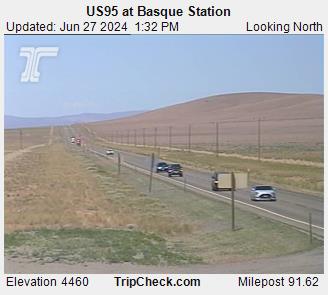 US95 at Basque Station
Updated: Jun 27 2024 1:32 PM Looking North
Elevation 4460 TripCheck.com Milepost 91.62